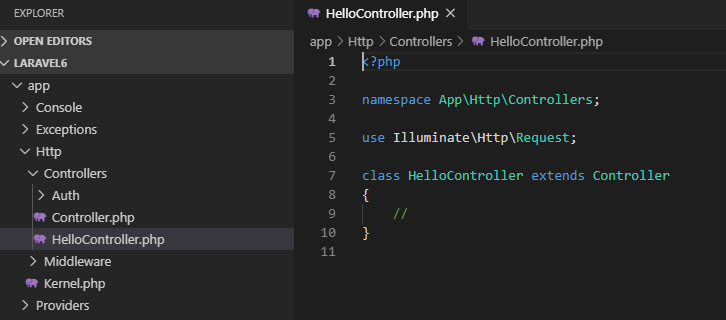 EXPLORER
OPEN EDITORS
LARAVEL6
app
Console
Exceptions
Http
Controllers
Auth
Controller.php
HelloController.php
Middleware
Kernel.php
Providers
HelloController.php
app > Http > Controllers > HelloController.php
1 <?php
2
3 namespace App\Http\Controllers;
4
5 use Illuminate\Http\Request;
6
7 class HelloController extends Controller
8 {
9     //
10 }
11